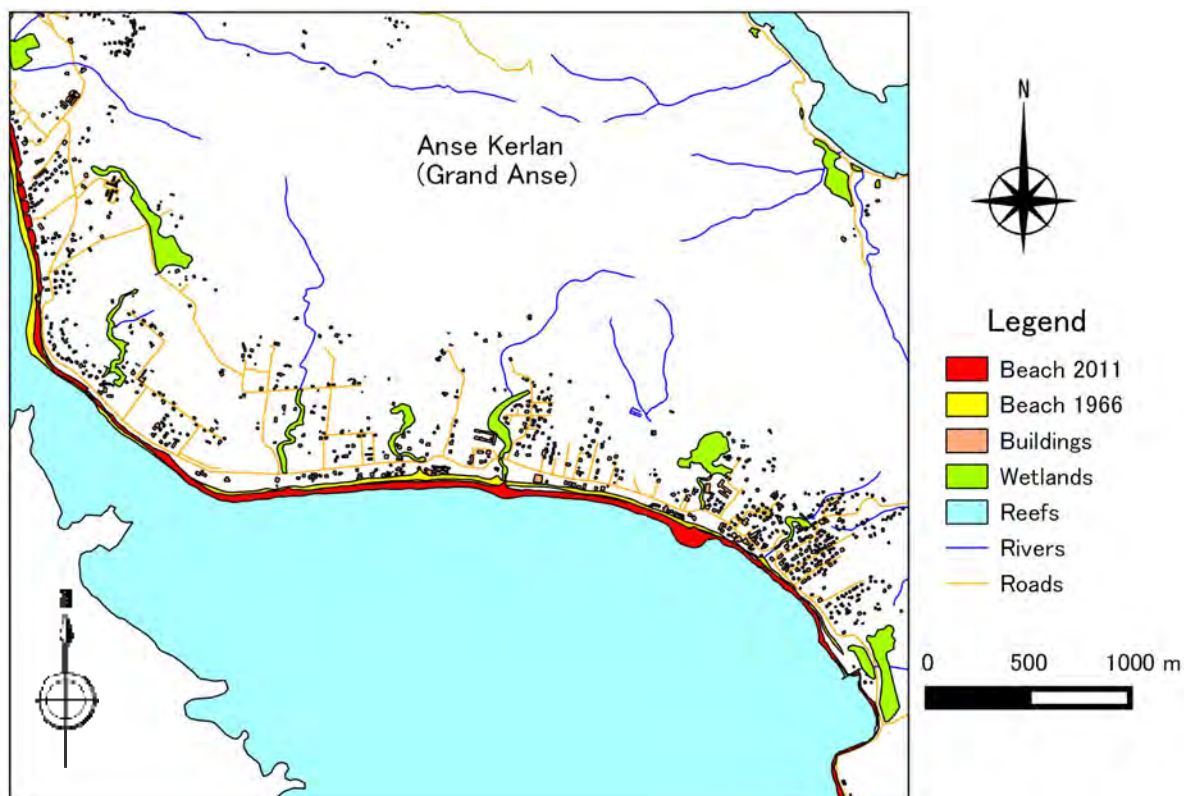 Anse Kerlan
(Grand Anse)
N
Legend
Beach 2011
Beach 1966
Buildings
Wetlands
Reefs
Rivers
Roads
0 500 1000 m